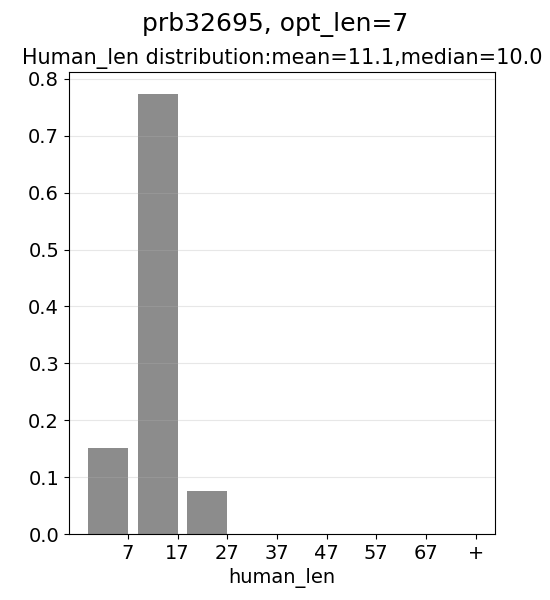 prb32695, opt_len=7
Human_len distribution:mean=11.1,median=10.0
0.8
0.7
0.6
0.5
0.4
0.3
0.2
0.1
0.0
7 17 27 37 47 57 67 +
human_len